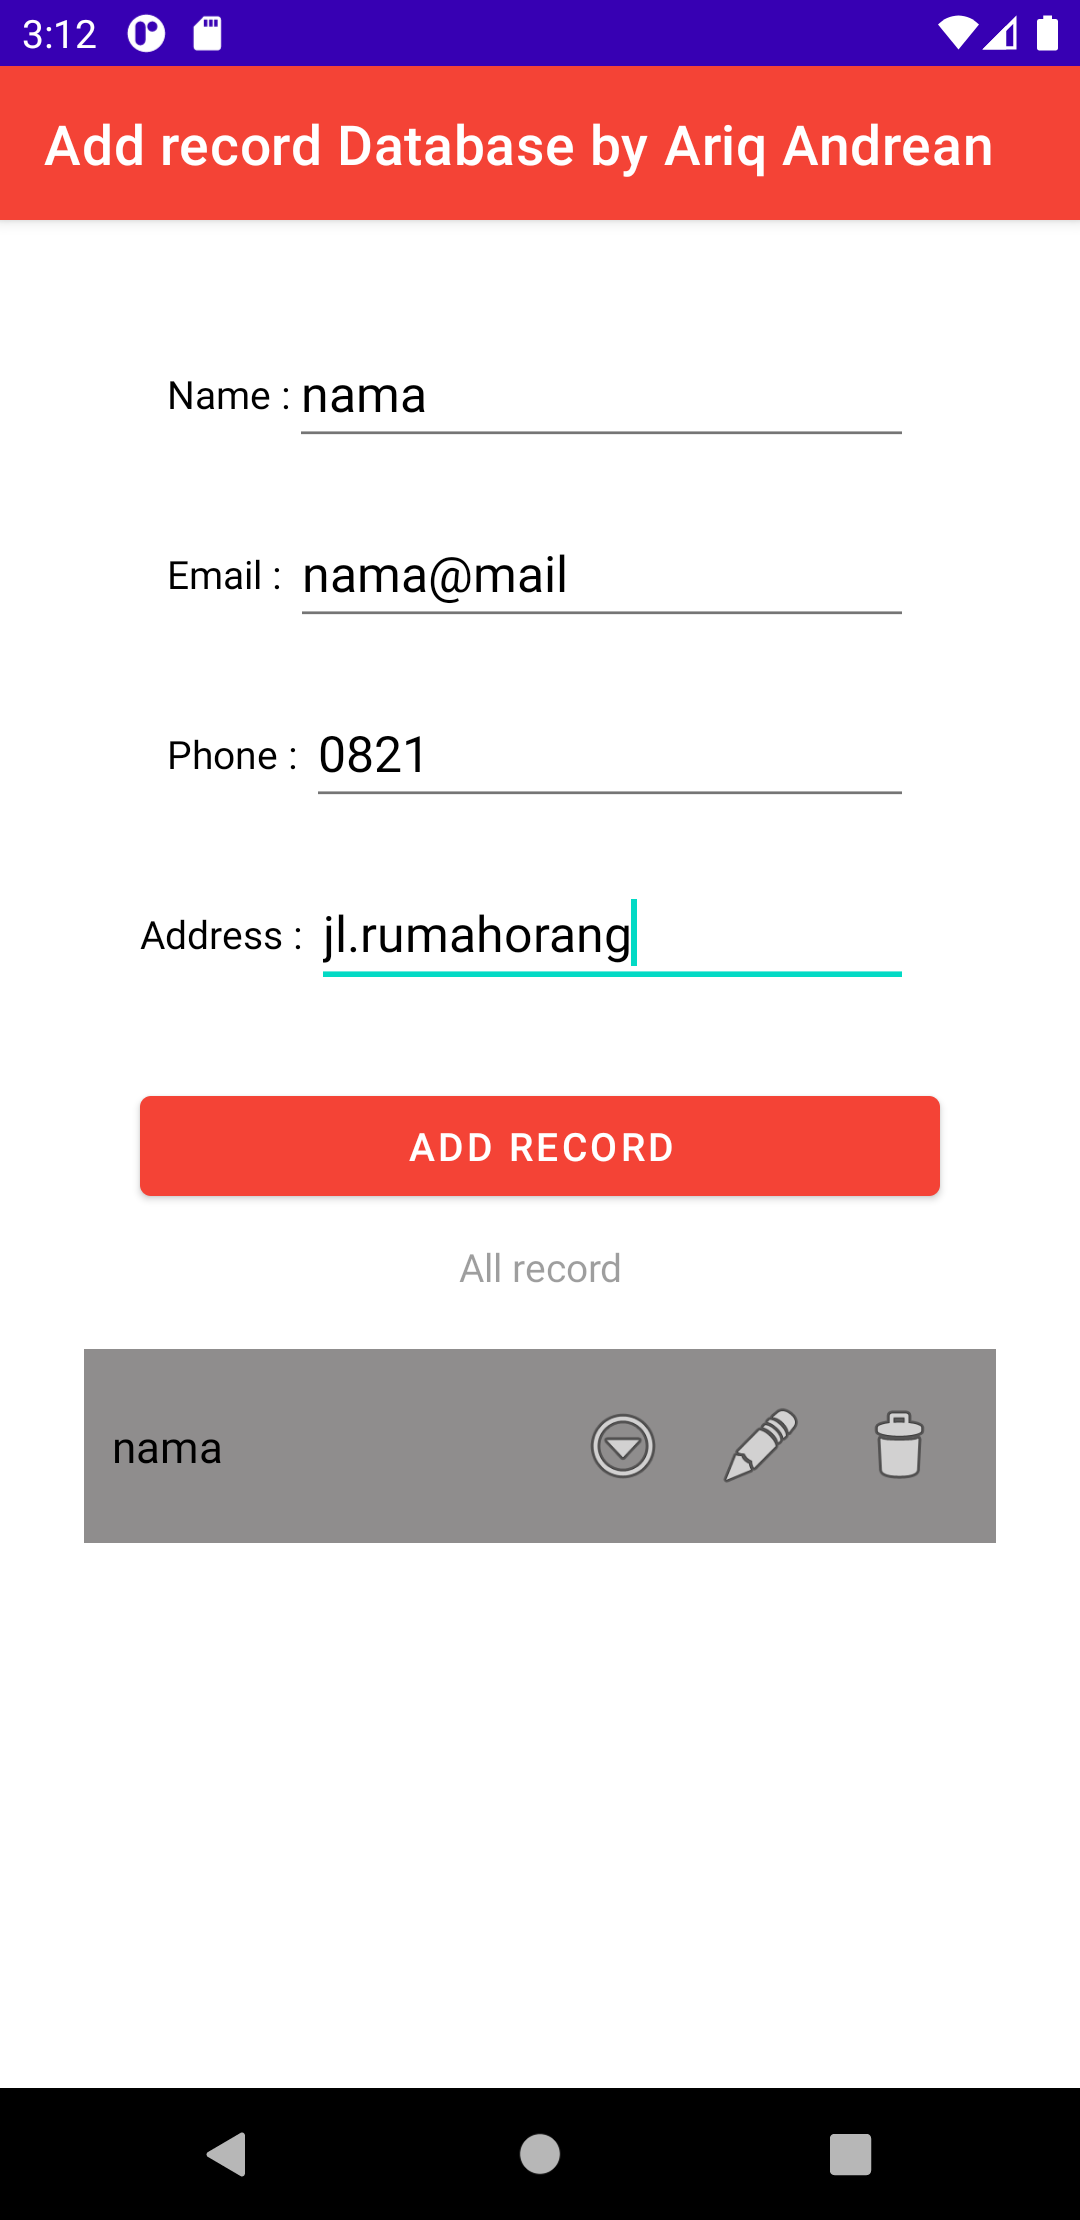 3:12
Add record Database by Ariq Andrean
Name : nama
Email : nama@mail
Phone : 0821
Address : jl.rumahorang
ADD RECORD
All record
nama